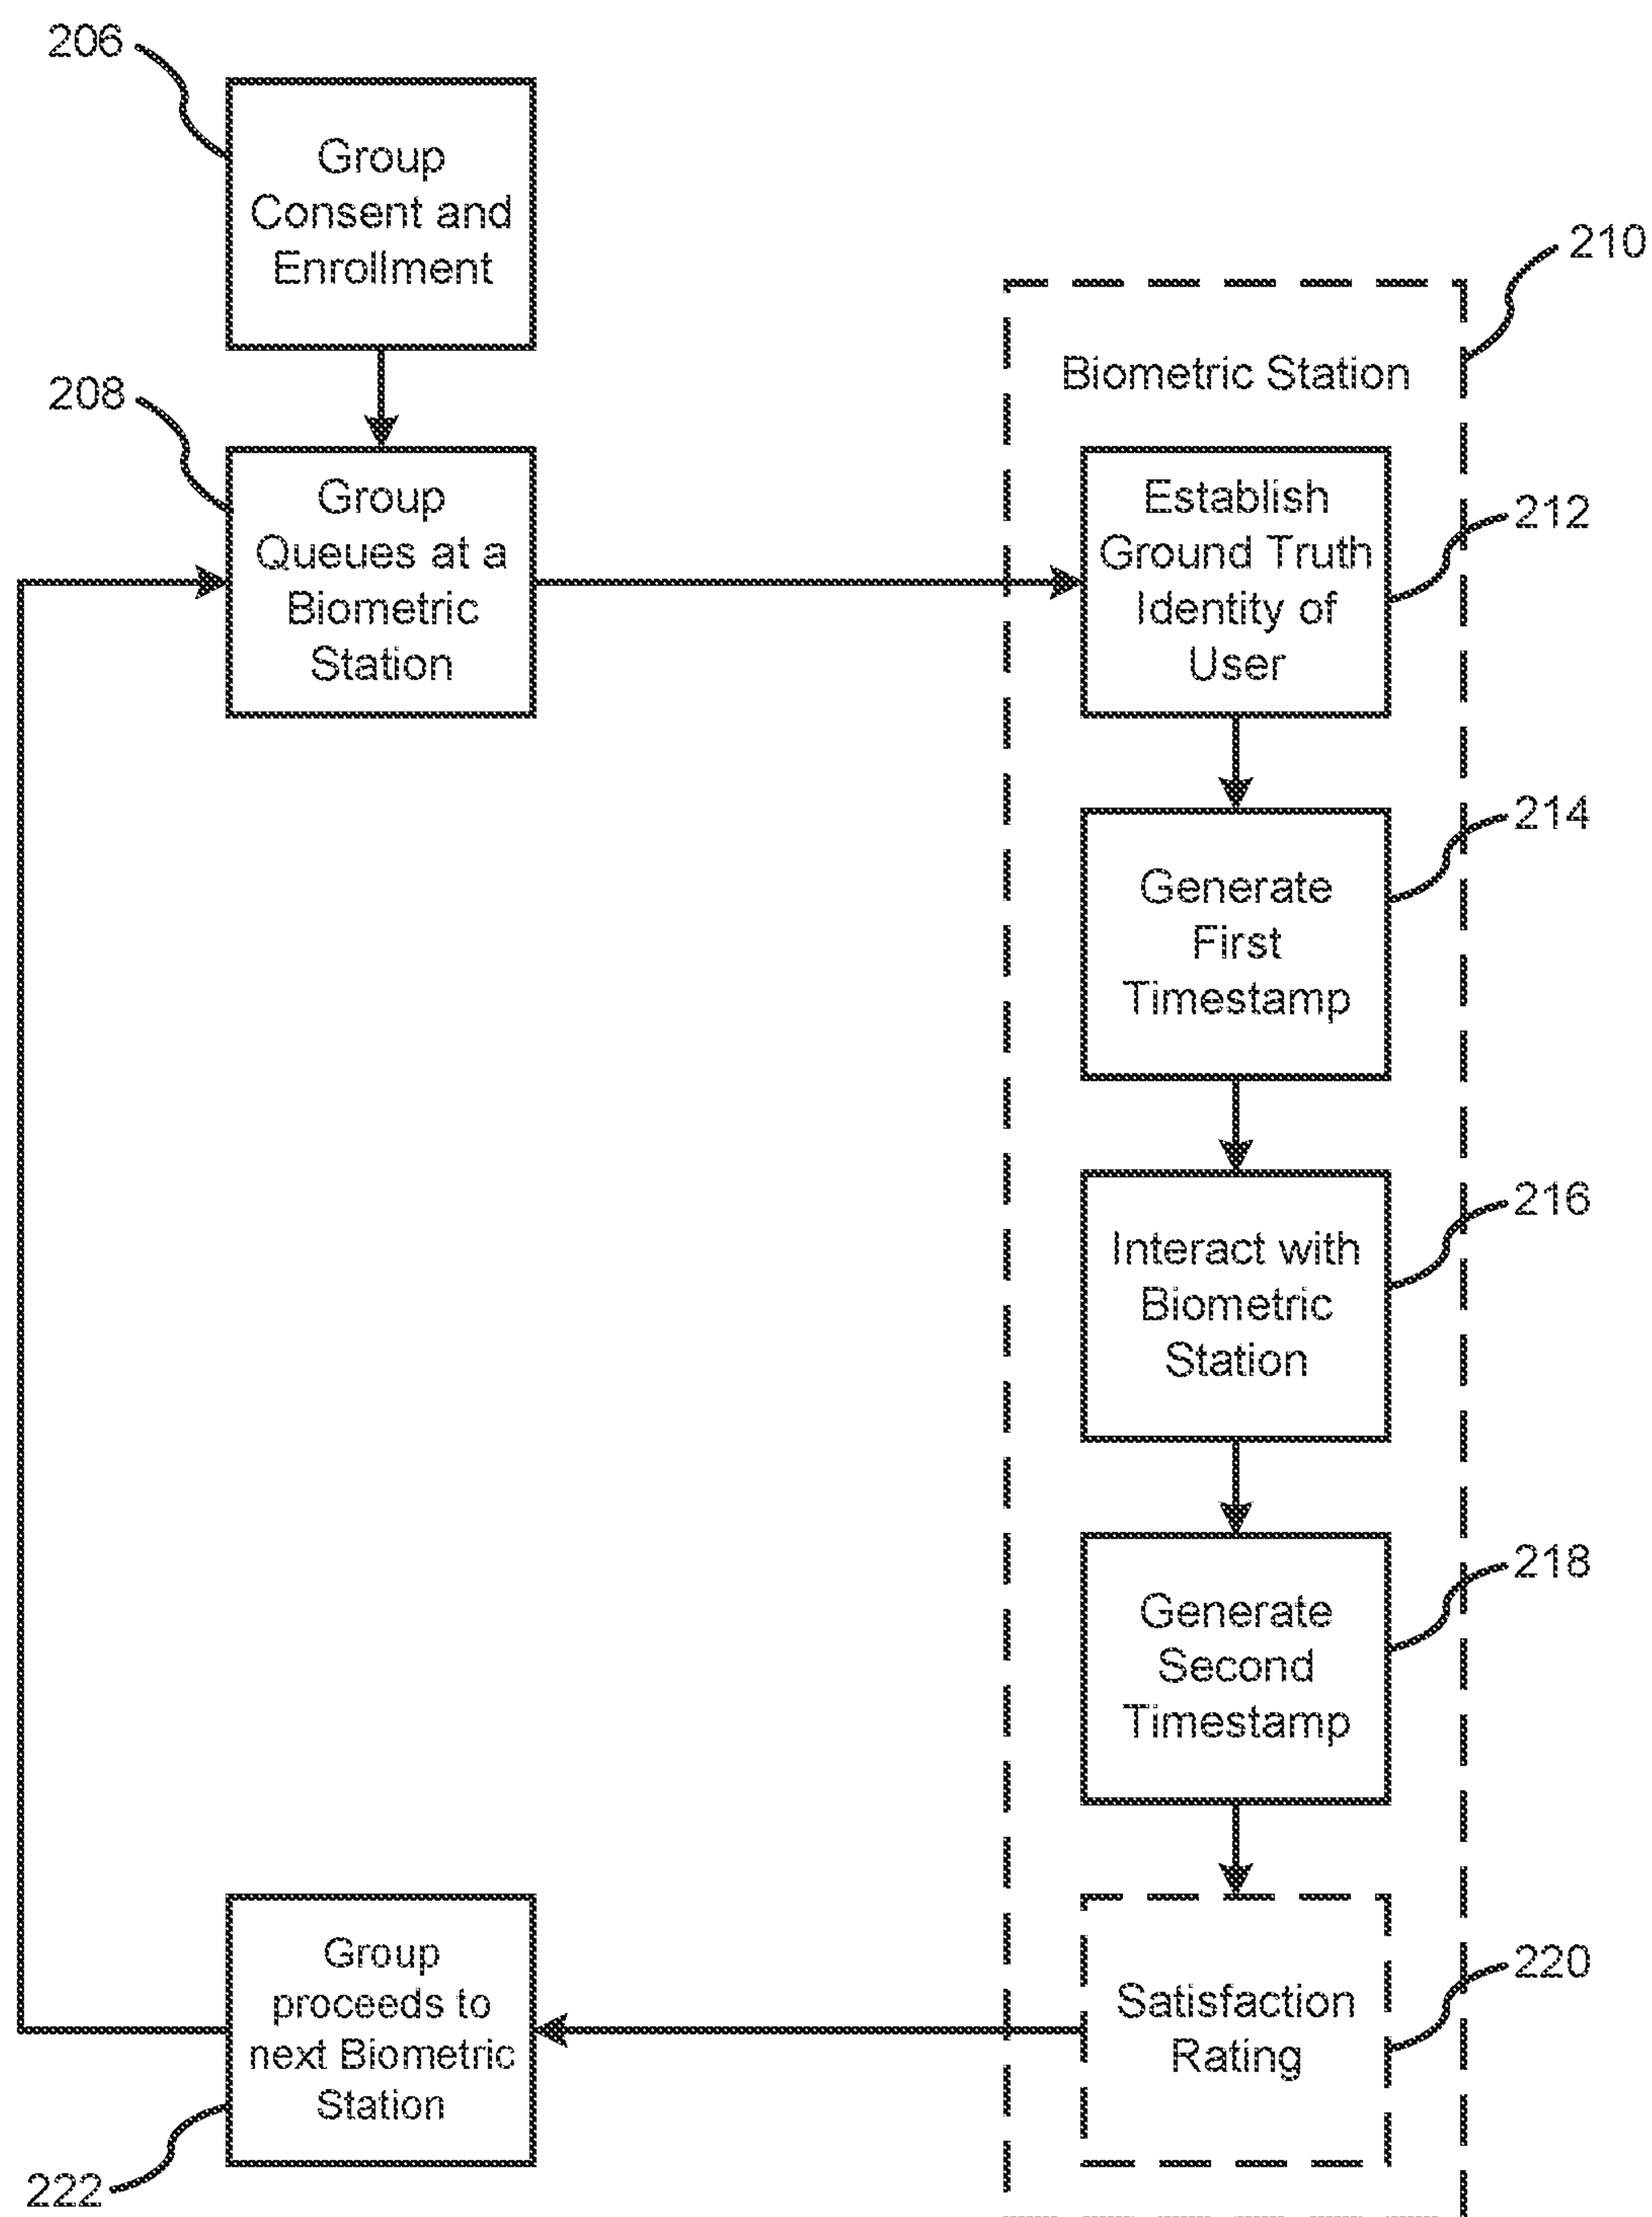 206
Group
Consent and
Enrollment
210
Biometric Station
208
Group
Queues at a
Biometric
Station
Establish
Ground Truth
Identity of
User
212
Generate
First
Timestamp
214
Interact with
Biometric
Station
216
Generate
Second
Timestamp
218
Satisfaction
Rating
220
Group
proceeds to
next Biometric
Station
222